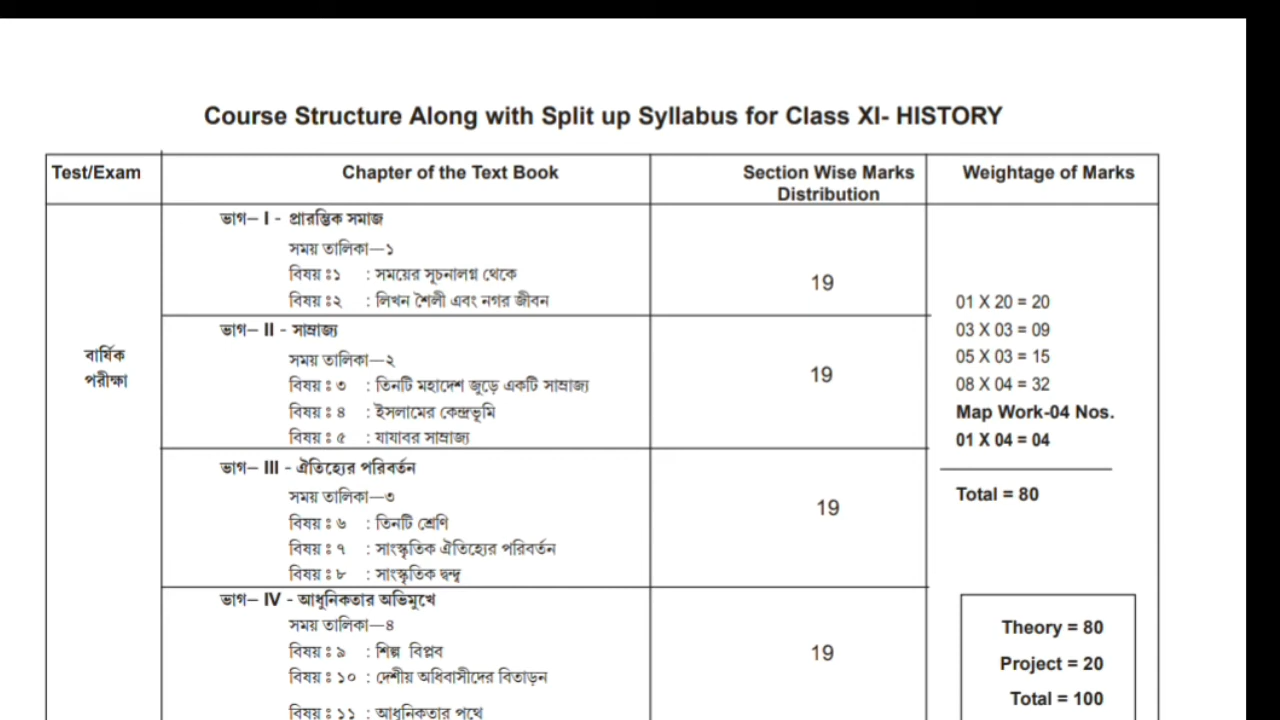 Course Structure Along with Split up Syllabus for Class XI- HISTORY
Test/Exam
Chapter of the Text Book
Section Wise Marks
Distribution
Weightage of Marks
বার্ষিক
পরীক্ষা
ভাগ– I - প্রারম্ভিক সমাজ
সময় তালিকা—১
বিষয় ঃ১ : সময়ের সূচনালগ্ন থেকে
বিষয় ঃ২ : লিখন শৈলী এবং নগর জীবন
19
ভাগ– II - সাম্রাজ্য
সময় তালিকা—২
বিষয় ঃ ৩ : তিনটি মহাদেশ জুড়ে একটি সাম্রাজ্য
বিষয় ঃ ৪ : ইসলামের কেন্দ্রভূমি
বিষয় ঃ ৫ : যাযাবর সাম্রাজ্য
19
ভাগ– III - ঐতিহ্যের পরিবর্তন
সময় তালিকা—৩
বিষয় ঃ ৬ : তিনটি শ্রেণি
বিষয় ঃ ৭ : সাংস্কৃতিক ঐতিহ্যের পরিবর্তন
বিষয় ঃ ৮ : সাংস্কৃতিক দ্বন্দ্ব
19
ভাগ– IV - আধুনিকতার অভিমুখে
সময় তালিকা—৪
বিষয় ঃ ৯ : শিল্প বিপ্লব
বিষয় ঃ ১০ : দেশীয় অধিবাসীদের বিতাড়ন
বিষয় ঃ ১১ : আধুনিকতার পথে
19
01 X 20 = 20
03 X 03 = 09
05 X 03 = 15
08 X 04 = 32
Map Work-04 Nos.
01 X 04 = 04
Total = 80
Theory = 80
Project = 20
Total = 100